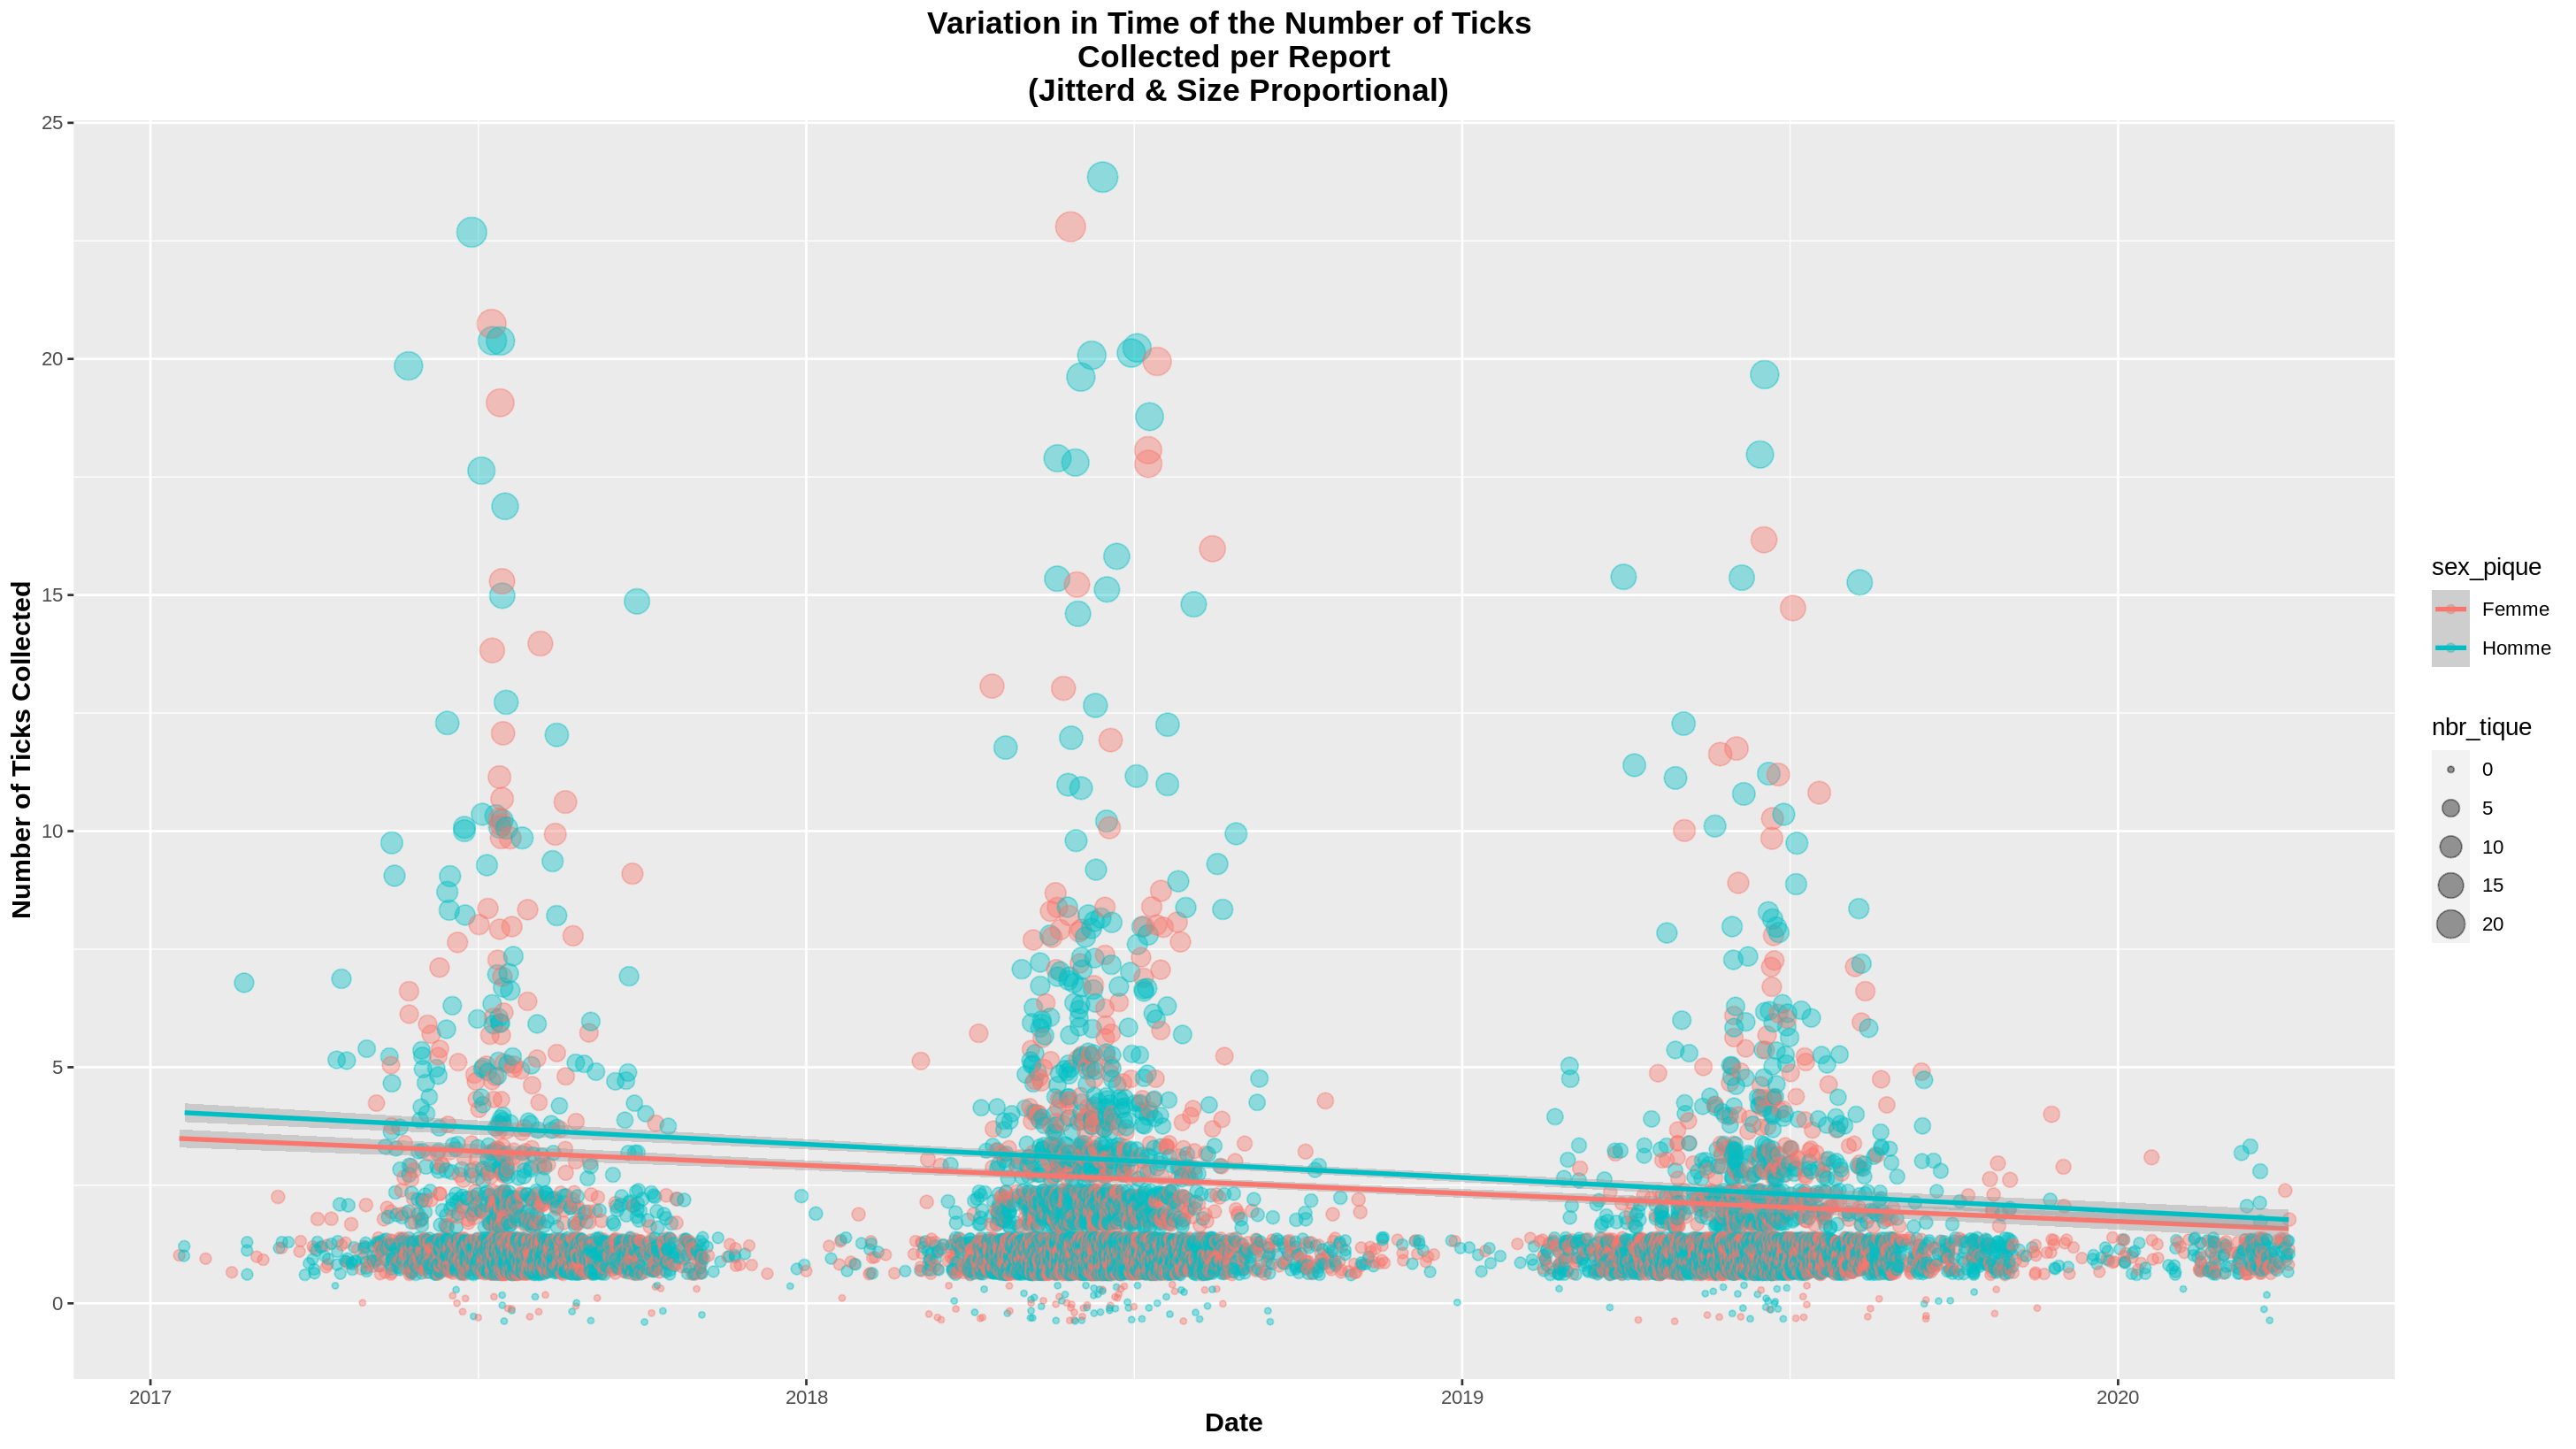 Variation in Time of the Number of Ticks
Collected per Report
(Jitterd & Size Proportional)
Number of Ticks Collected
25
20
15
10
5
0
2017
2018
2019
2020
Date
sex_pique
Femme
Homme
nbr_tique
0
5
10
15
20